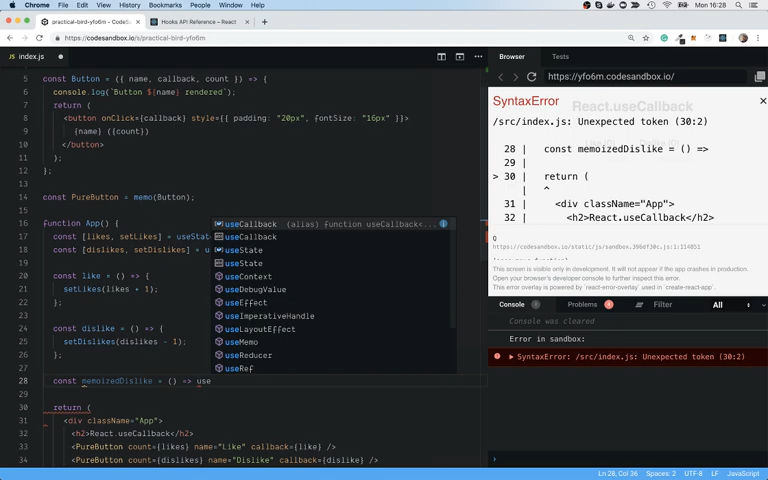 Chrome File Edit View History Bookmarks People Window Help Mon 16:28
practical-bird-yfo6m - CodeSan Hooks API Reference – React
https://codesandbox.io/s/practical-bird-yfo6m
index.js
Browser Tests
https://yfo6m.codesandbox.io/
5 const Button = ({ name, callback, count }) => {
6 console.log(`Button ${name} rendered`);
7 return (
8 <button onClick={callback} style={{ padding: "20px", fontSize: "16px" }}>
9 {name} ({count})
10 </button>
11 );
12 };
13
14 const PureButton = memo(Button);
15
16 function App() {
17 const [likes, setLikes] = useState
18 const [dislikes, setDislikes] = u
19
20 const like = () => {
21 setLikes(likes + 1);
22 };
23
24 const dislike = () => {
25 setDislikes(dislikes - 1);
26 };
27
28 const memoizedDislike = () => use
29
30 return (
31 <div className="App">
32 <h2>React.useCallback</h2>
33 <PureButton count={likes} name="Like" callback={like} />
34 <PureButton count={dislikes} name="Dislike" callback={dislike} />
useCallback (alias) function useCallback<...
useCallback
useState
useState
useContext
useDebugValue
useEffect
useImperativeHandle
useLayoutEffect
useMemo
useReducer
useRef
React.useCallback
SyntaxError
/src/index.js: Unexpected token (30:2)
28 | const memoizedDislike = () =>
29 |
> 30 | return (
| ^
31 | <div className="App">
32 | <h2>React.useCallback</h2>
Q
https://codesandbox.io/static/js/sandbox.396df30c.js:1:114051
This screen is visible only in development. It will not appear if the app crashes in production.
Open your browser's developer console to further inspect this error.
This error overlay is powered by `react-error-overlay` used in `create-react-app`.
Console Problems Filter All
Console was cleared
Error in sandbox:
SyntaxError: /src/index.js: Unexpected token (30:2)
Ln 28, Col 36 Spaces: 2 UTF-8 LF JavaScript